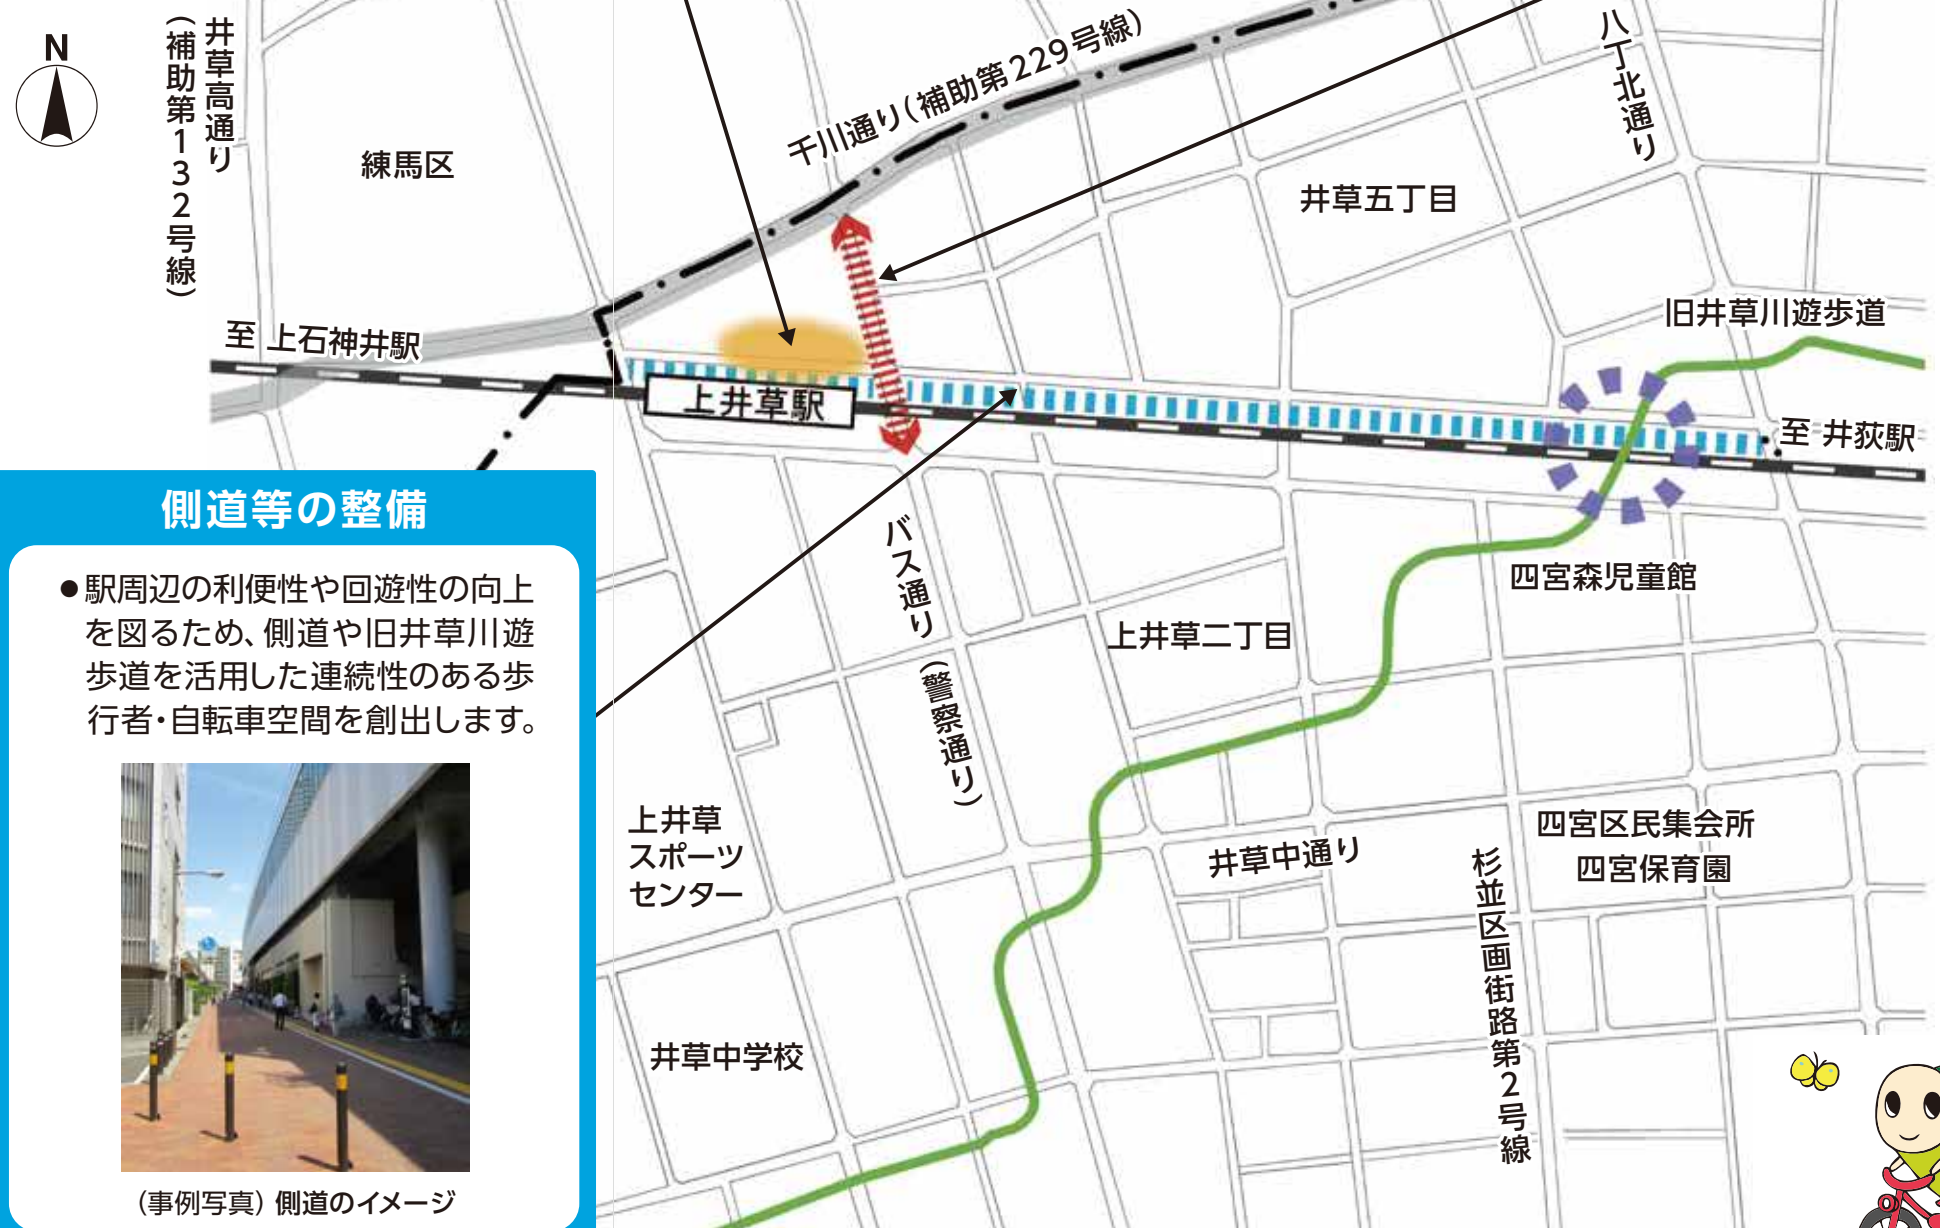 N
井草高通り
(補助第132号線)
練馬区
千川通り(補助第229号線)
八丁北通り
井草五丁目
旧井草川遊歩道
至 上石神井駅
上井草駅
至 井荻駅
側道等の整備
●駅周辺の利便性や回遊性の向上
を図るため、側道や旧井草川遊
歩道を活用した連続性のある歩
行者・自転車空間を創出します。
(事例写真) 側道のイメージ
バス通り
(警察通り)
四宮森児童館
上井草二丁目
上井草
スポーツ
センター
井草中通り
四宮区民集会所
四宮保育園
杉並区画街路第2号線
井草中学校